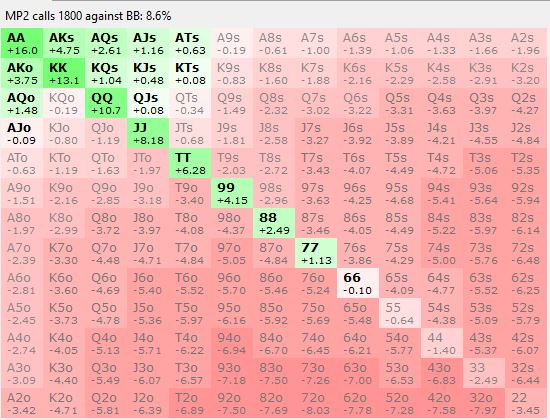 MP2 calls 1800 against BB: 8.6%
AA AKs AQs AJs ATs A9s A8s A7s A6s A5s A4s A3s A2s
+16.0 +4.75 +2.61 +1.16 +0.63 -0.19 -0.61 -1.00 -1.39 -1.06 -1.33 -1.66 -1.96
AKo KK KQs KJs KTs K9s K8s K7s K6s K5s K4s K3s K2s
+3.75 +13.1 +1.04 +0.48 +0.08 -0.83 -1.60 -1.88 -2.16 -2.29 -2.58 -2.91 -3.20
AQo KQo QQ QJs QTs Q9s Q8s Q7s Q6s Q5s Q4s Q3s Q2s
+1.48 -0.19 +10.7 +0.08 -0.34 -1.49 -2.32 -3.02 -3.22 -3.31 -3.63 -3.97 -4.27
AJo KJo QJo JJ JTs J9s J8s J7s J6s J5s J4s J3s J2s
-0.09 -0.80 -1.19 +8.18 -0.68 -1.81 -2.58 -3.27 -3.92 -3.89 -4.21 -4.55 -4.84
ATo KTo QTo JTo TT T9s T8s T7s T6s T5s T4s T3s T2s
-0.63 -1.19 -1.63 -1.97 +6.28 -2.03 -2.72 -3.43 -4.07 -4.49 -4.72 -5.06 -5.35
A9o K9o Q9o J9o T9o 99 98s 97s 96s 95s 94s 93s 92s
-1.51 -2.16 -2.85 -3.18 -3.40 +4.15 -2.96 -3.63 -4.25 -4.68 -5.41 -5.64 -5.94
A8o K8o Q8o J8o T8o 98o 88 87s 86s 85s 84s 83s 82s
-1.97 -2.99 -3.72 -3.97 -4.08 -4.37 +2.49 -3.46 -4.05 -4.49 -5.22 -5.97 -6.14
A7o K7o Q7o J7o T7o 97o 87o 77 76s 75s 74s 73s 72s
-2.39 -3.30 -4.48 -4.71 -4.84 -5.05 -4.84 +1.13 -3.86 -4.29 -5.00 -5.76 -6.48
A6o K6o Q6o J6o T6o 96o 86o 76o 66 65s 64s 63s 62s
-2.81 -3.60 -4.69 -5.40 -5.52 -5.70 -5.46 -5.24 -0.10 -4.09 -4.77 -5.52 -6.25
A5o K5o Q5o J5o T5o 95o 85o 75o 65o 55 54s 53s 52s
-2.45 -3.73 -4.78 -5.36 -5.97 -6.16 -5.92 -5.69 -5.48 -0.64 -4.38 -5.09 -5.79
A4o K4o Q4o J4o T4o 94o 84o 74o 64o 54o 44 43s 42s
-2.74 -4.05 -5.13 -5.71 -6.22 -6.94 -6.70 -6.45 -6.21 -5.77 -1.40 -5.37 -6.07
A3o K3o Q3o J3o T3o 93o 83o 73o 63o 53o 43o 33 32s
-3.09 -4.40 -5.49 -6.07 -6.57 -7.18 -7.50 -7.26 -7.00 -6.53 -6.83 -2.49 -6.44
A2o K2o Q2o J2o T2o 92o 82o 72o 62o 52o 42o 32o 22
-3.42 -4.71 -5.81 -6.39 -6.89 -7.50 -7.69 -8.03 -7.78 -7.28 -7.58 -7.97 -3.45